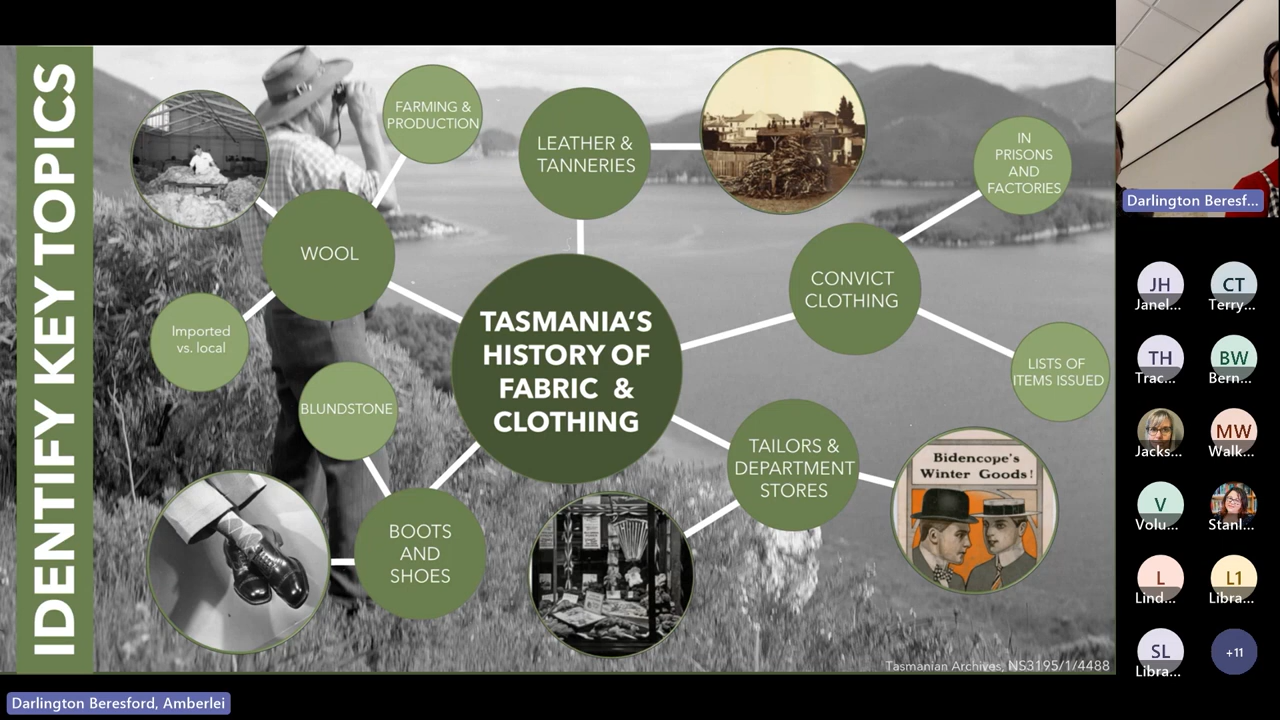 IDENTIFY KEY TOPICS
FARMING &
PRODUCTION
WOOL
Imported
vs. local
LEATHER &
TANNERIES
TASMANIA'S
HISTORY OF
FABRIC &
CLOTHING
CONVICT
CLOTHING
IN
PRISONS
AND
FACTORIES
LISTS OF
ITEMS ISSUED
BLUNDSTONE
BOOTS
AND
SHOES
TAILORS &
DEPARTMENT
STORES
Bidencope's
Winter Goods!
Tasmanian Archives, NS3195/1/4488
Darlington Beresford, Amberlei
Darlington Beresf...
JH
Janel...
CT
Terry...
TH
Trac...
BW
Bern...
Jacks...
MW
Walk...
V
Volu...
Stanl...
L
Lind...
L1
Libra...
SL
Libra...
+11